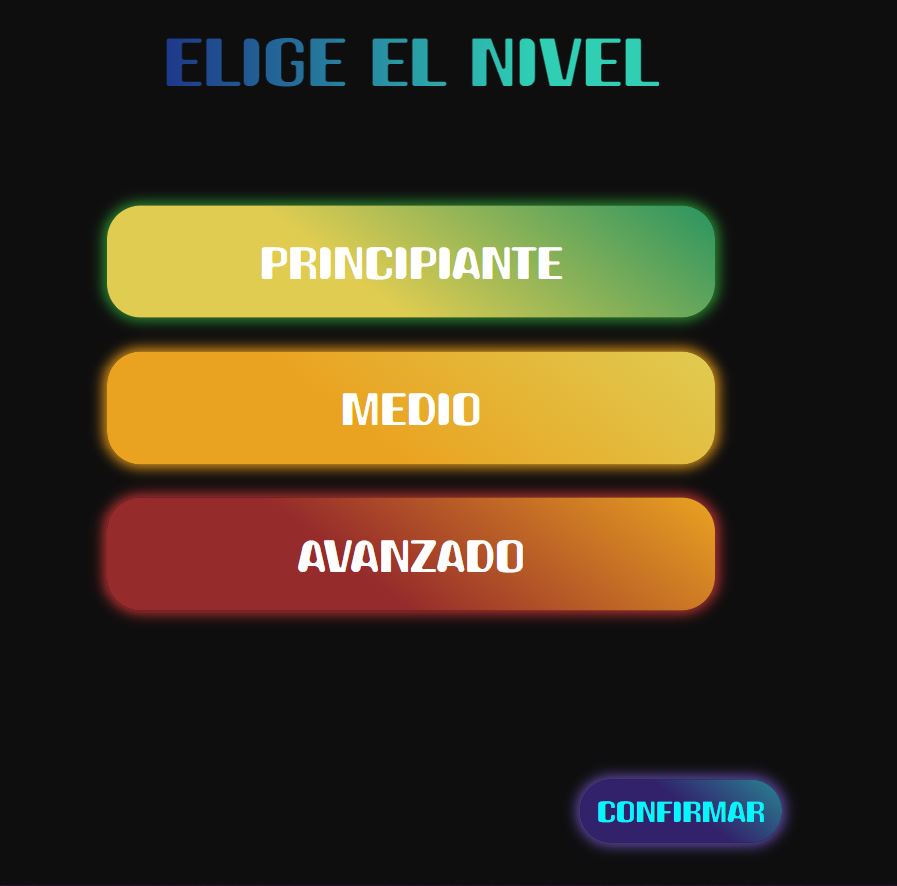 ELIGE EL NIVEL
PRINCIPIANTE
MEDIO
AVANZADO
CONFIRMAR